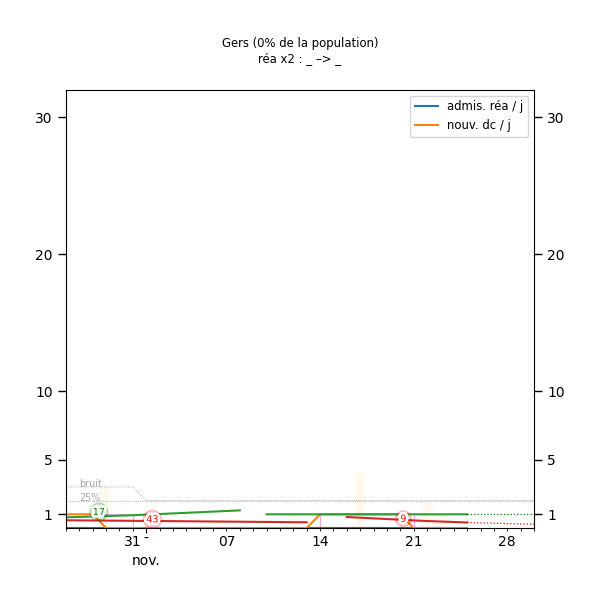 Gers (0% de la population)
réa x2 : _ –> _
admis. réa / j
nouv. dc / j
30 30
20 20
10 10
5 5
bruit
25%
1 17 43 9 1
31 - 07 14 21 28
nov.